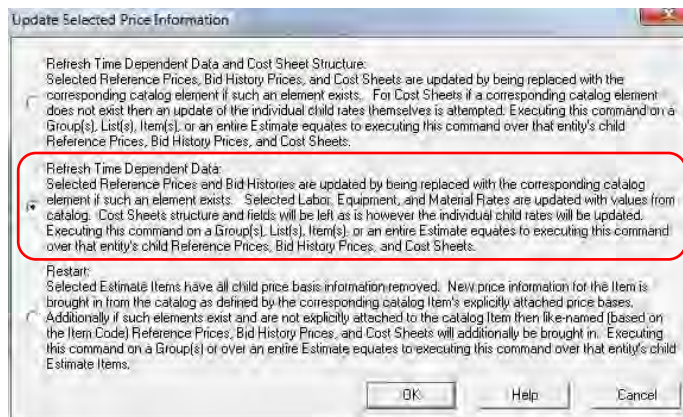 Update Selected Price Information
Refresh Time Dependent Data and Cost Sheet Structure:
Selected Reference Prices, Bid History Prices, and Cost Sheets are updated by being replaced with the
corresponding catalog element if such an element exists. For Cost Sheets if a corresponding catalog element
does not exist then an update of the individual child rates themselves is attempted. Executing this command on a
Group(s), List(s), Item(s), or an entire Estimate equates to executing this command over that entity's child
Reference Prices, Bid History Prices, and Cost Sheets.
Refresh Time Dependent Data:
Selected Reference Prices and Bid Histories are updated by being replaced with the corresponding catalog
element if such an element exists. Selected Labor, Equipment, and Material Rates are updated with values from
catalog. Cost Sheets structure and fields will be left as is however the individual child rates will be updated.
Executing this command on a Group(s), List(s), Item(s), or an entire Estimate equates to executing this command
over that entity's child Reference Prices, Bid History Prices, and Cost Sheets.
Restart:
Selected Estimate Items have all child price basis information removed. New price information for the Item is
brought in from the catalog as defined by the corresponding catalog Item's explicitly attached price bases.
Additionally if such elements exist and are not explicitly attached to the catalog Item then like-named (based on
the Item Code) Reference Prices, Bid History Prices, and Cost Sheets will additionally be brought in. Executing
this command on a Group(s) or over an entire Estimate equates to executing this command over that entity's child
Estimate Items.
OK Help Cancel